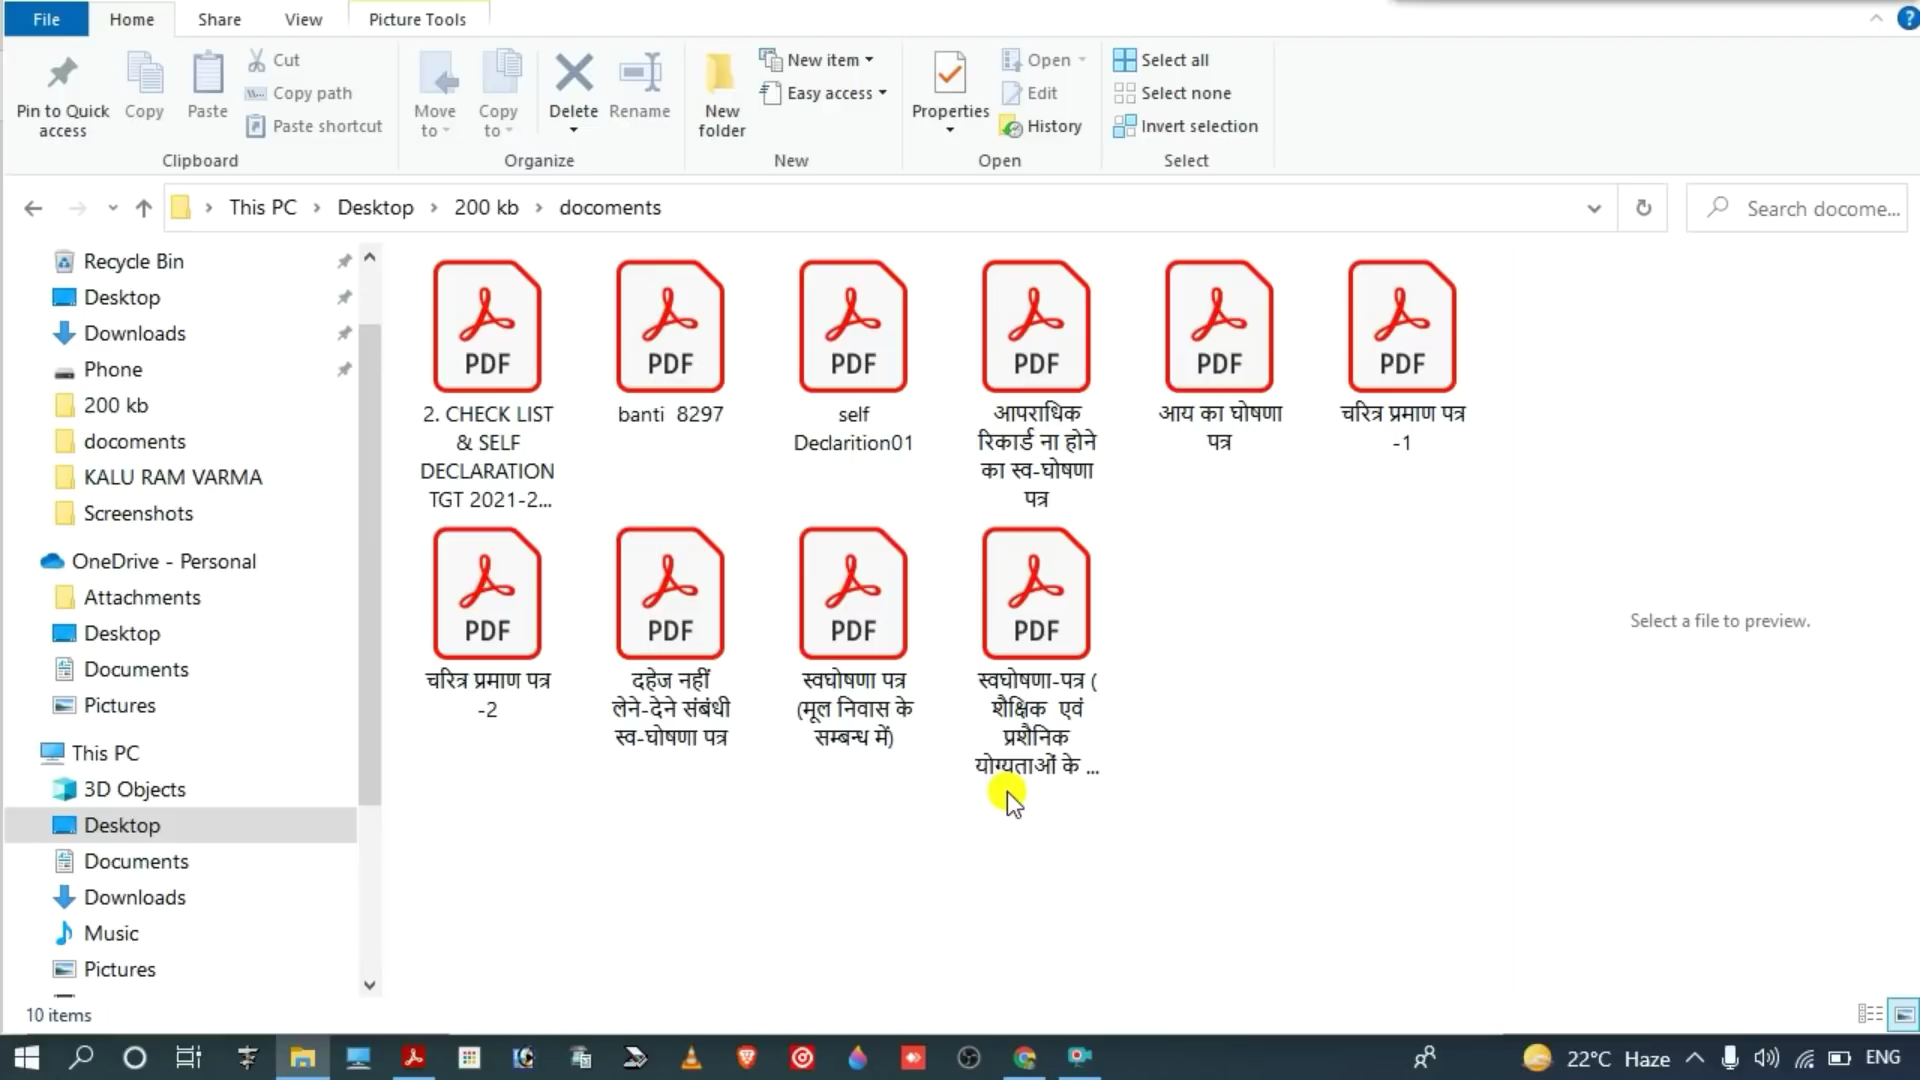 File Home Share View Picture Tools
Pin to Quick access
Copy
Paste
Cut
Copy path
Paste shortcut
Clipboard
Move to
Copy to
Delete
Rename
Organize
New folder
New item
Easy access
New
Properties
Open
Edit
History
Open
Select all
Select none
Invert selection
Select
This PC Desktop 200 kb docoments
Search docome...
Recycle Bin
Desktop
Downloads
Phone
200 kb
docoments
KALU RAM VARMA
Screenshots
OneDrive - Personal
Attachments
Desktop
Documents
Pictures
This PC
3D Objects
Desktop
Documents
Downloads
Music
Pictures
PDF
2. CHECK LIST
& SELF
DECLARATION
TGT 2021-2...
PDF
banti 8297
PDF
self
Declarition01
PDF
आपराधिक
रिकार्ड ना होने
का स्व-घोषणा
पत्र
PDF
आय का घोषणा
पत्र
PDF
चरित्र प्रमाण पत्र
-1
PDF
चरित्र प्रमाण पत्र
-2
PDF
दहेज नहीं
लेने-देने संबंधी
स्व-घोषणा पत्र
PDF
स्वघोषणा पत्र
(मूल निवास के
सम्बन्ध में)
PDF
स्वघोषणा-पत्र (
शैक्षिक एवं
प्रशैनिक
योग्यताओं के ...
Select a file to preview.
10 items
22°C Haze ENG